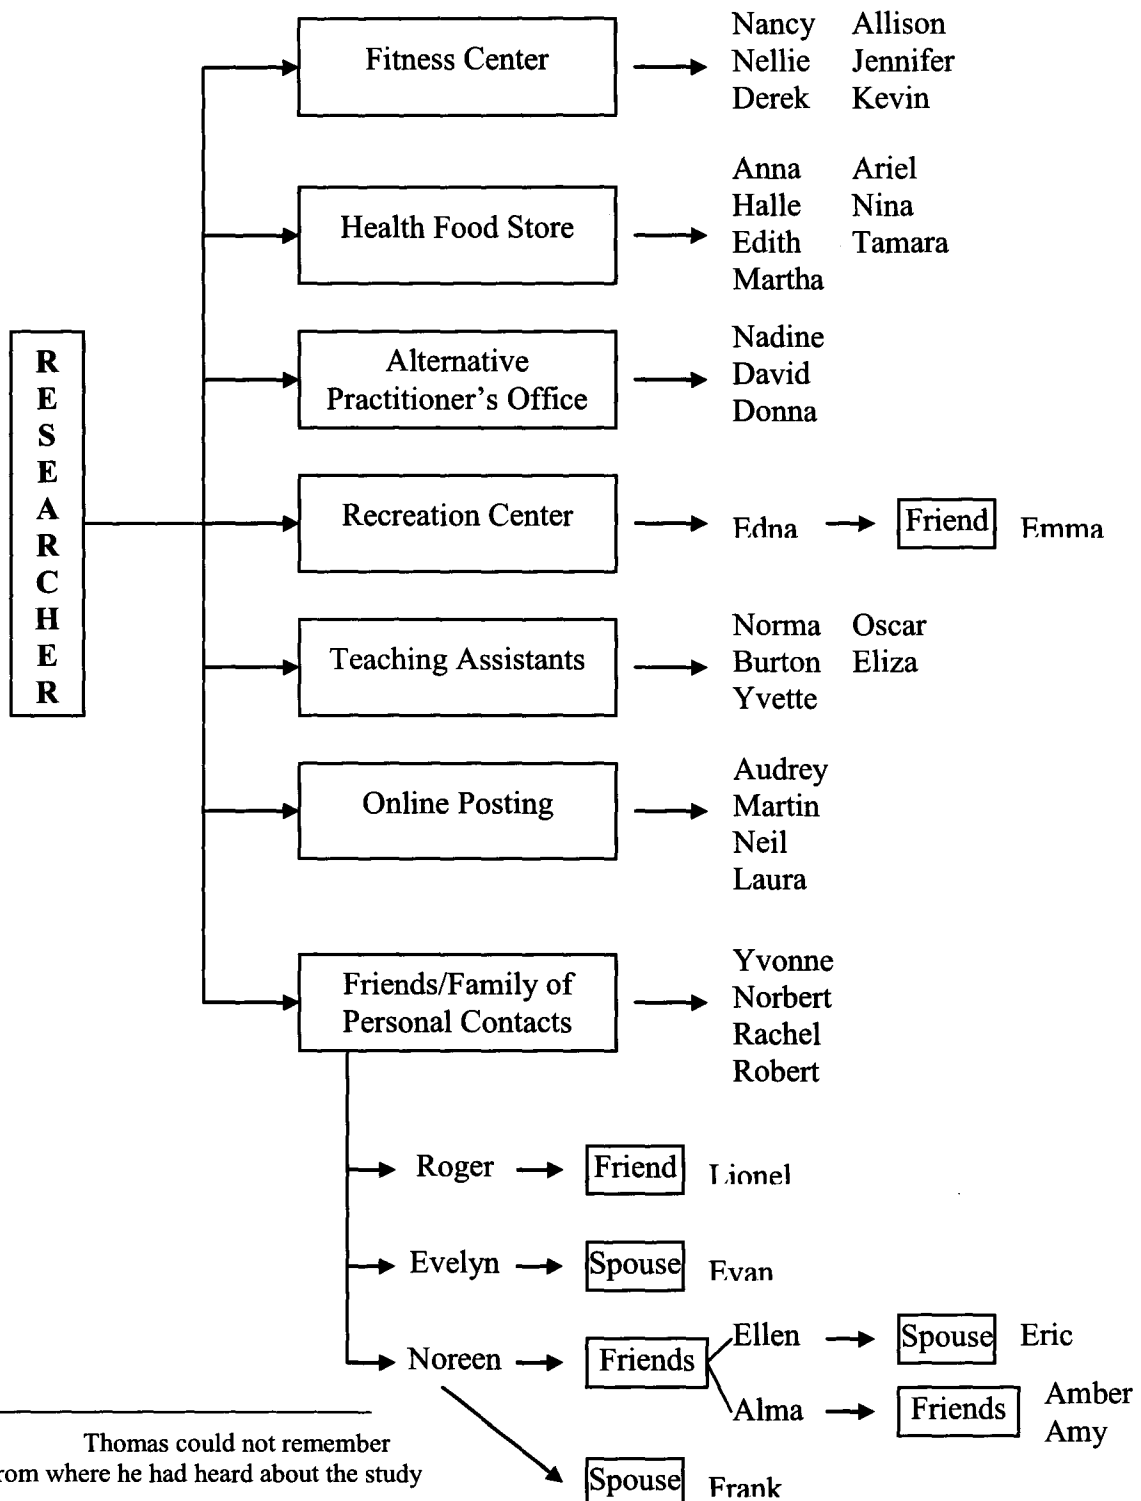 RESEARCHER
Fitness Center
Nancy Allison
Nellie Jennifer
Derek Kevin
Health Food Store
Anna Ariel
Halle Nina
Edith Tamara
Martha
Alternative
Practitioner's Office
Nadine
David
Donna
Recreation Center
Edna
Friend
Emma
Teaching Assistants
Norma Oscar
Burton Eliza
Yvette
Online Posting
Audrey
Martin
Neil
Laura
Friends/Family of
Personal Contacts
Yvonne
Norbert
Rachel
Robert
Roger
Friend
Lionel
Evelyn
Spouse
Evan
Noreen
Friends
Ellen
Spouse
Eric
Alma
Friends
Amber
Amy
Spouse
Frank
Thomas could not remember
rom where he had heard about the study